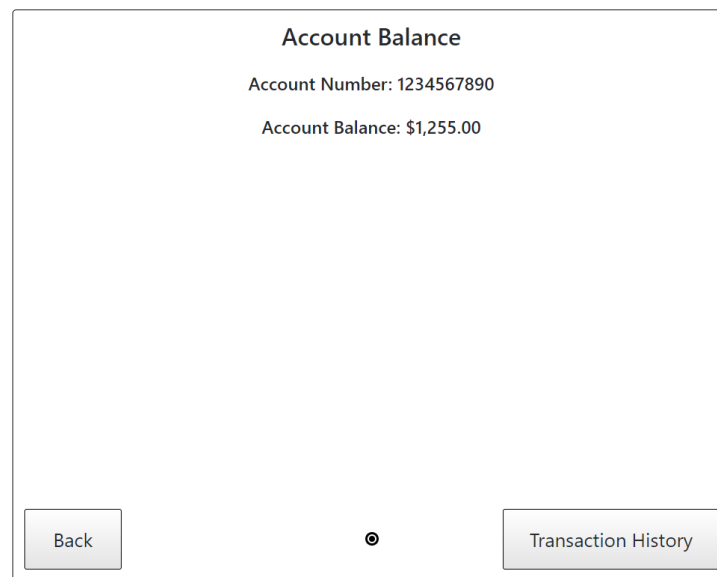 Account Balance
Account Number: 1234567890
Account Balance: $1,255.00
Back
Transaction History